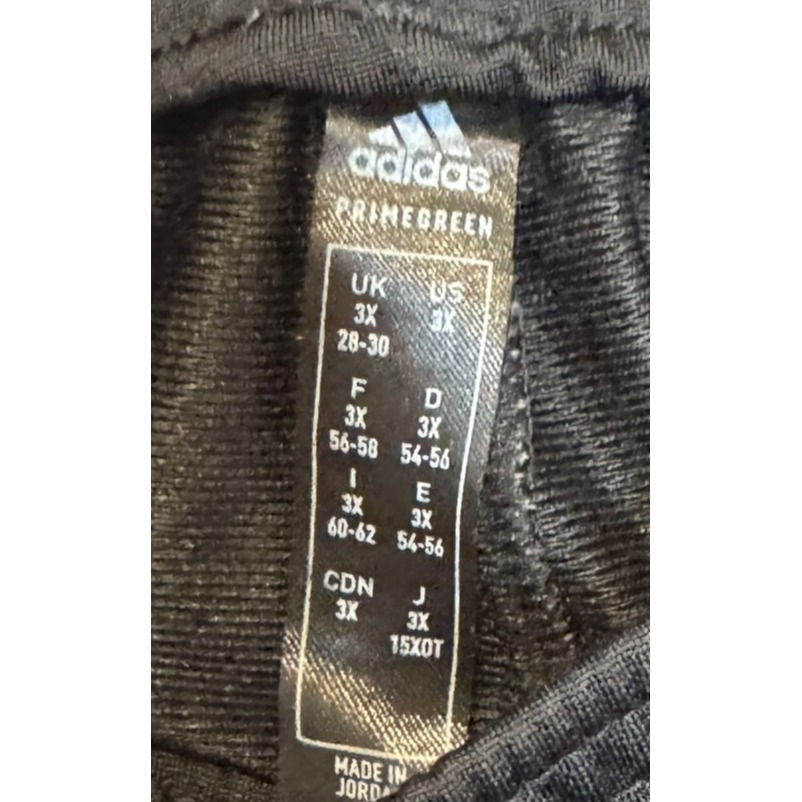 adidas
PRIMEGREEN
UK US
3X 3X
28-30
F D
3X 3X
56-58 54-56
I E
3X 3X
60-62 54-56
CDN J
3X 3X
15XOT
MADE IN